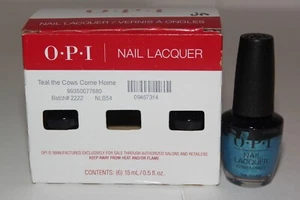 O·P·I
NAIL LACQUER
NAIL LACQUER / VERNIS À ONGLES
Teal the Cows Come Home
Batch# 2222 NLB54
09467314
OPI IS MANUFACTURED EXCLUSIVELY FOR SALE THROUGH AUTHORIZED SALONS AND RETAILERS.
KEEP AWAY FROM HEAT AND/OR FLAME.
CONTENTS: (6) 15 mL/0.5 fl.oz.
O·P·I
NAIL
LACQUER